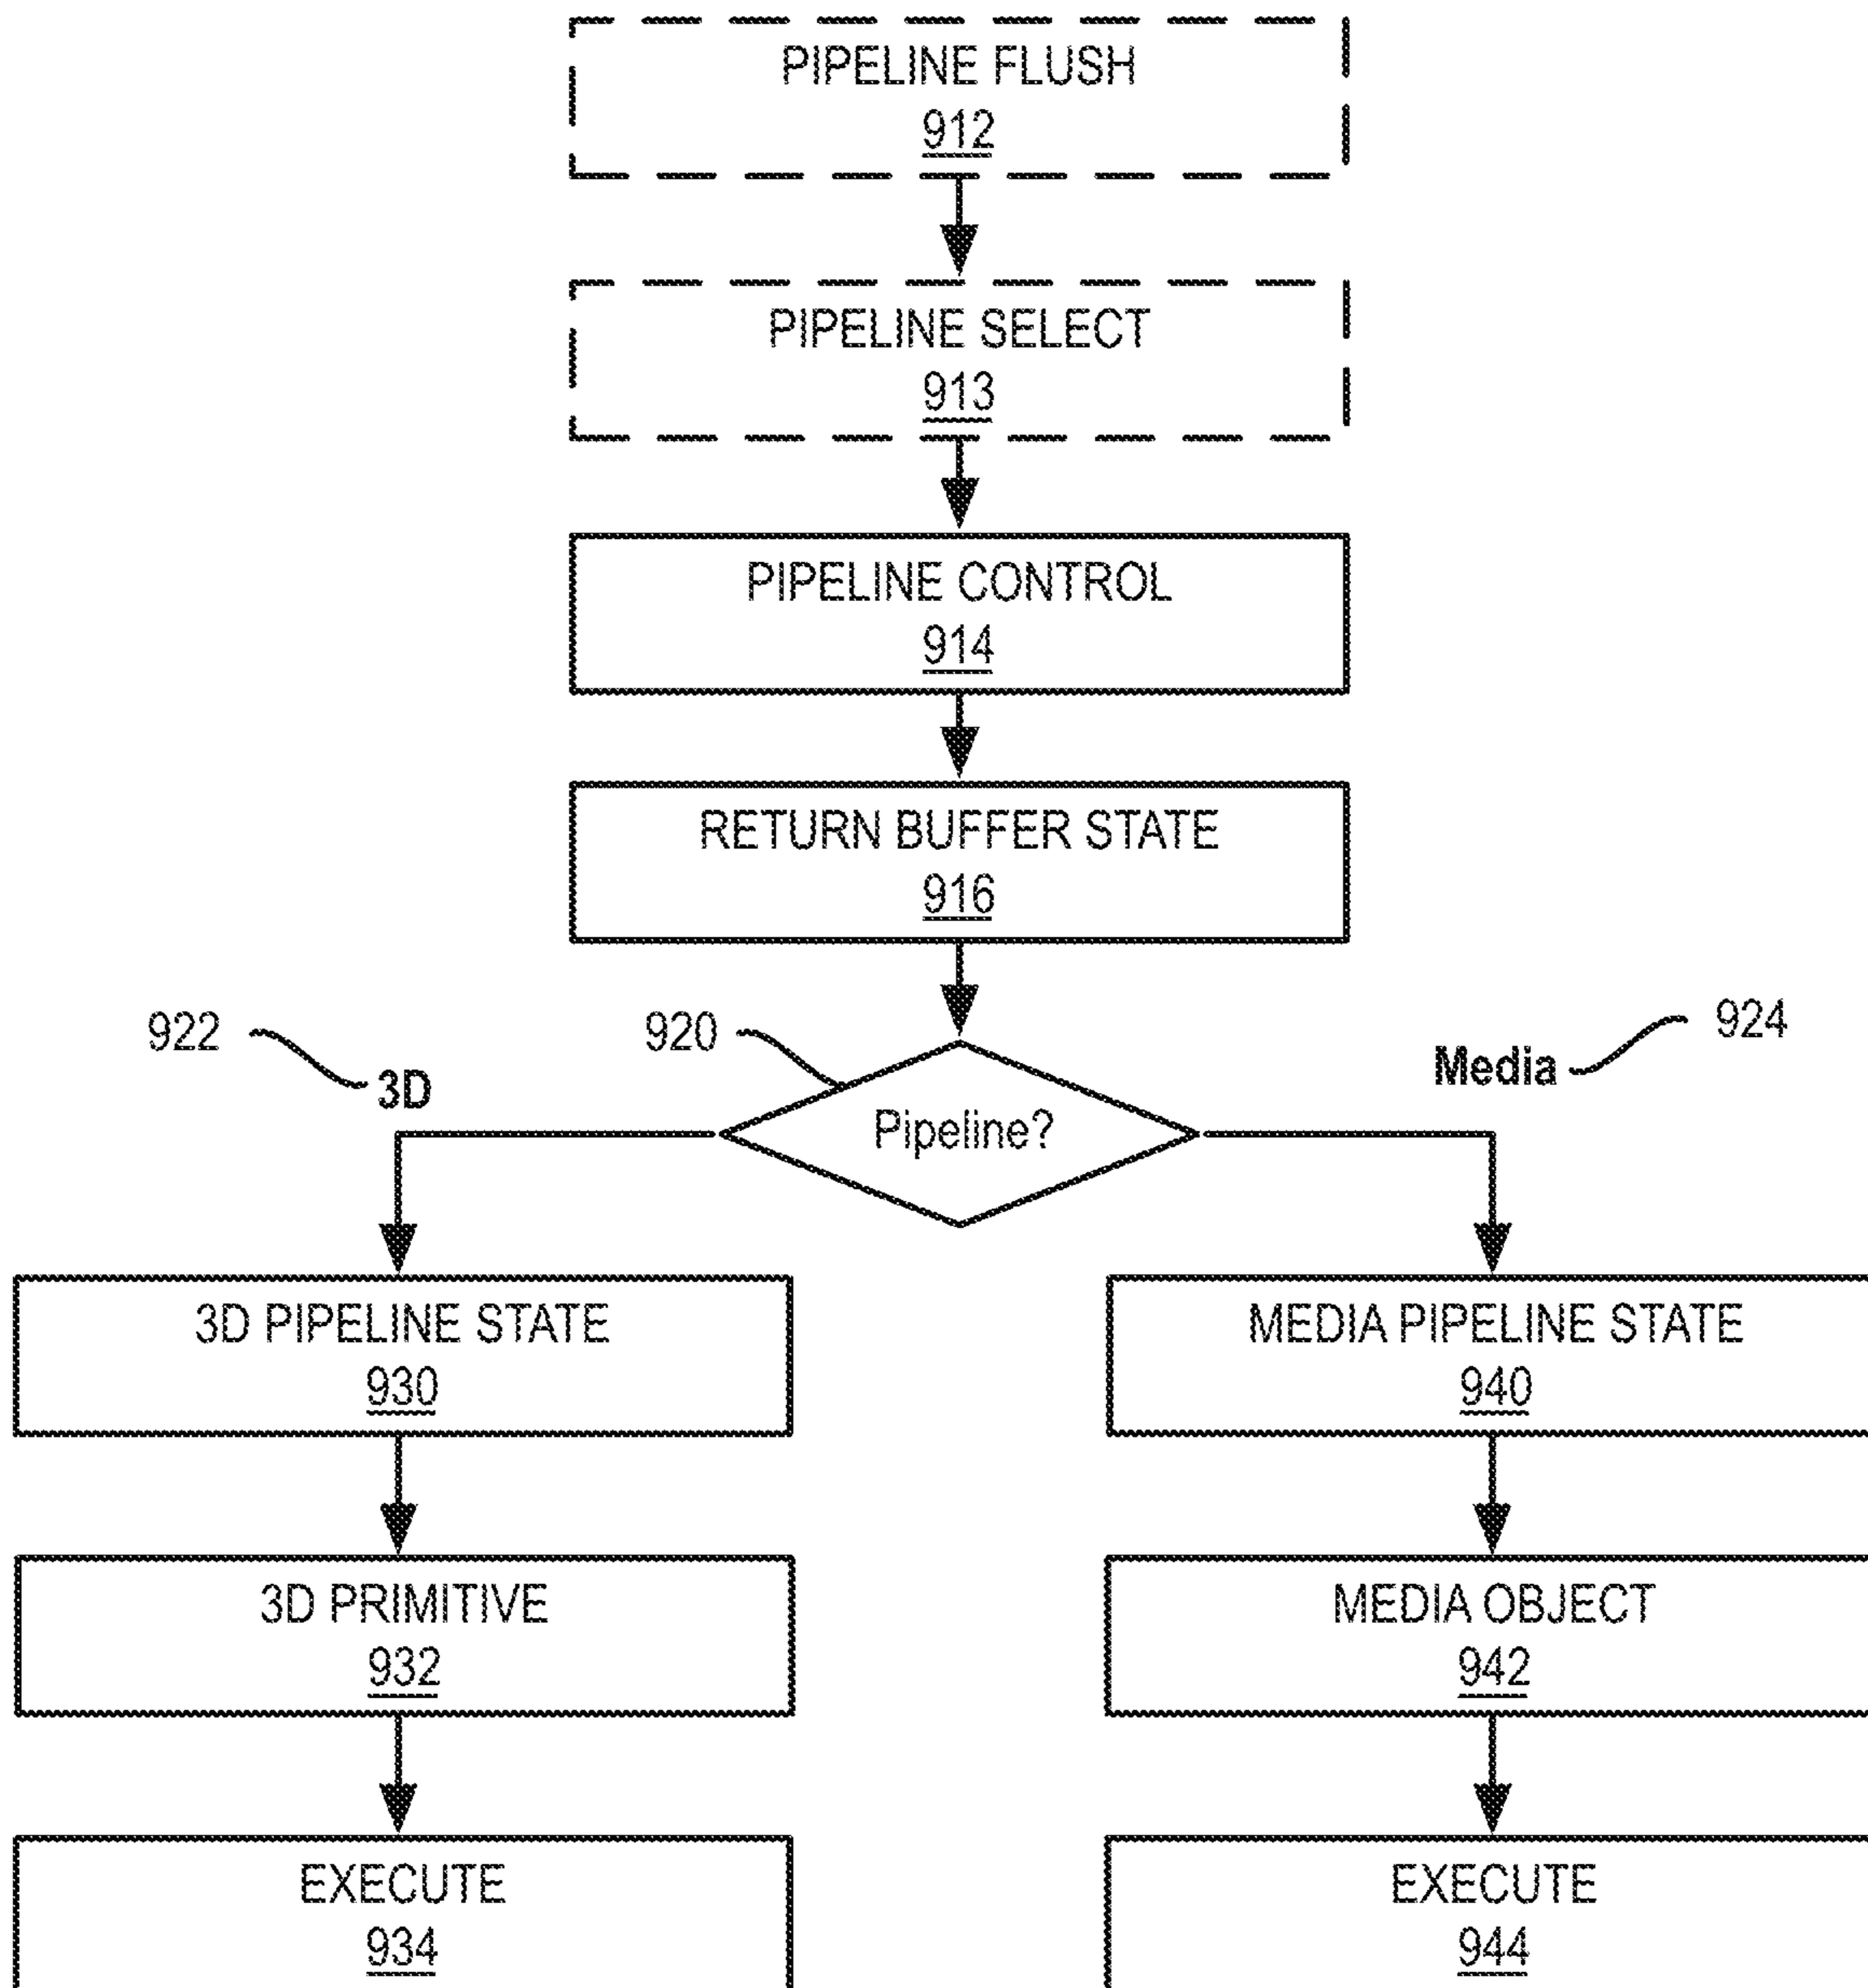 PIPELINE FLUSH
912
PIPELINE SELECT
913
PIPELINE CONTROL
914
RETURN BUFFER STATE
916
922
920
924
3D
Media
Pipeline?
3D PIPELINE STATE
930
MEDIA PIPELINE STATE
940
3D PRIMITIVE
932
MEDIA OBJECT
942
EXECUTE
934
EXECUTE
944